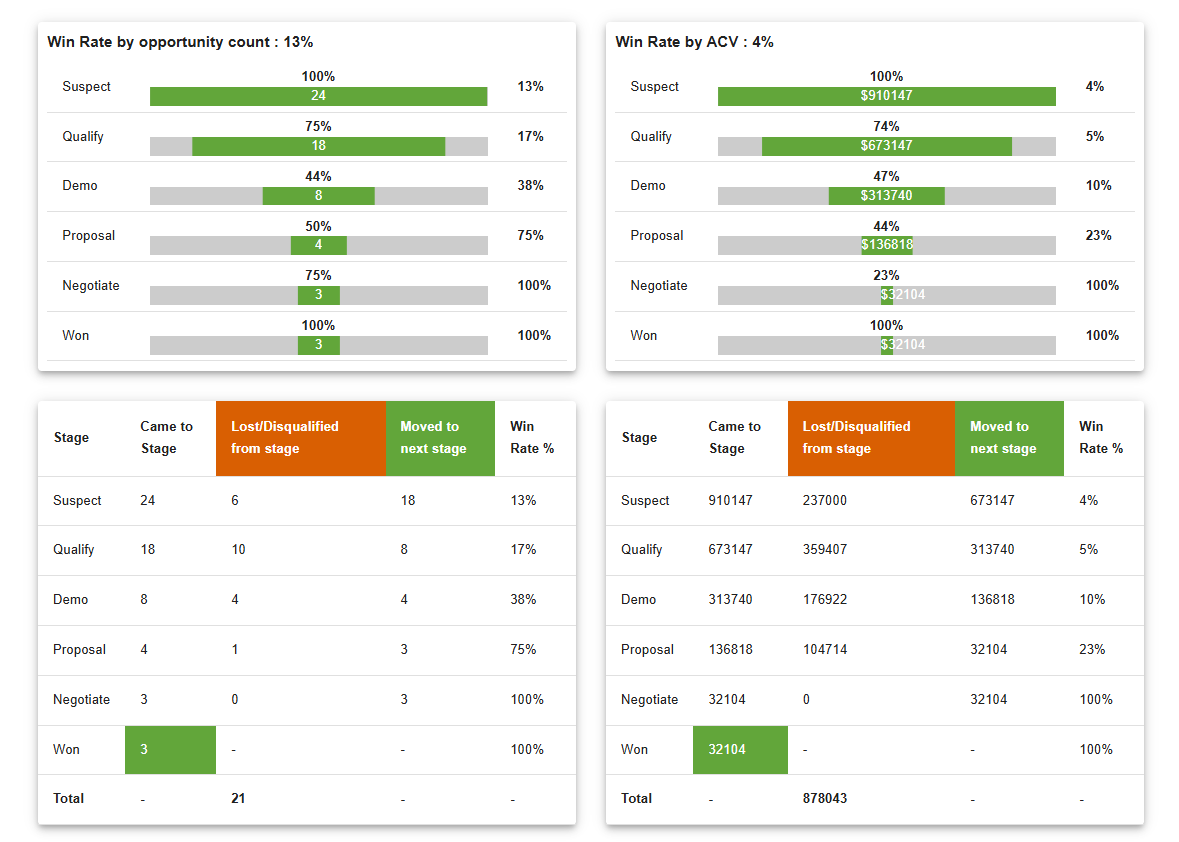 Win Rate by opportunity count : 13%
Suspect 100% 24 13%
Qualify 75% 18 17%
Demo 44% 8 38%
Proposal 50% 4 75%
Negotiate 75% 3 100%
Won 100% 3 100%
Win Rate by ACV : 4%
Suspect 100% $910147 4%
Qualify 74% $673147 5%
Demo 47% $313740 10%
Proposal 44% $136818 23%
Negotiate 23% $32104 100%
Won 100% $32104 100%
Stage Came to Stage Lost/Disqualified from stage Moved to next stage Win Rate %
Suspect 24 6 18 13%
Qualify 18 10 8 17%
Demo 8 4 4 38%
Proposal 4 1 3 75%
Negotiate 3 0 3 100%
Won 3 - - 100%
Total - 21 - -
Stage Came to Stage Lost/Disqualified from stage Moved to next stage Win Rate %
Suspect 910147 237000 673147 4%
Qualify 673147 359407 313740 5%
Demo 313740 176922 136818 10%
Proposal 136818 104714 32104 23%
Negotiate 32104 0 32104 100%
Won 32104 - - 100%
Total - 878043 - -